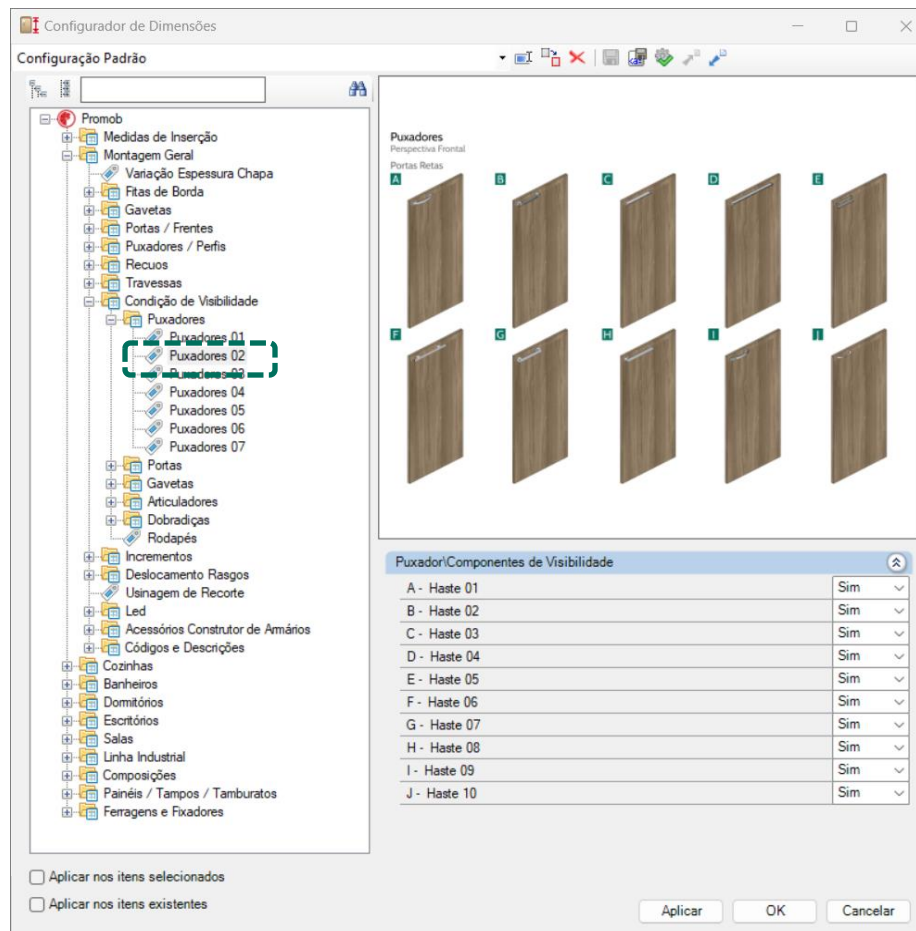 Configurador de Dimensões
Configuração Padrão
Promob
Medidas de Inserção
Montagem Geral
Variação Espessura Chapa
Fitas de Borda
Gavetas
Portas / Frentes
Puxadores / Perfis
Recuos
Travessas
Condição de Visibilidade
Puxadores
Puxadores 01
Puxadores 02
Puxadores 03
Puxadores 04
Puxadores 05
Puxadores 06
Puxadores 07
Portas
Gavetas
Articuladores
Dobradiças
Rodapés
Incrementos
Deslocamento Rasgos
Usinagem de Recorte
Led
Acessórios Construtor de Armários
Códigos e Descrições
Cozinhas
Banheiros
Dormitórios
Escritórios
Salas
Linha Industrial
Composições
Painéis / Tampos / Tamburatos
Ferragens e Fixadores
Aplicar nos itens selecionados
Aplicar nos itens existentes
Puxadores
Perspectiva Frontal
Portas Retas
A B C D E
F G H I J
Puxador\Componentes de Visibilidade
A - Haste 01 Sim
B - Haste 02 Sim
C - Haste 03 Sim
D - Haste 04 Sim
E - Haste 05 Sim
F - Haste 06 Sim
G - Haste 07 Sim
H - Haste 08 Sim
I - Haste 09 Sim
J - Haste 10 Sim
Aplicar OK Cancelar